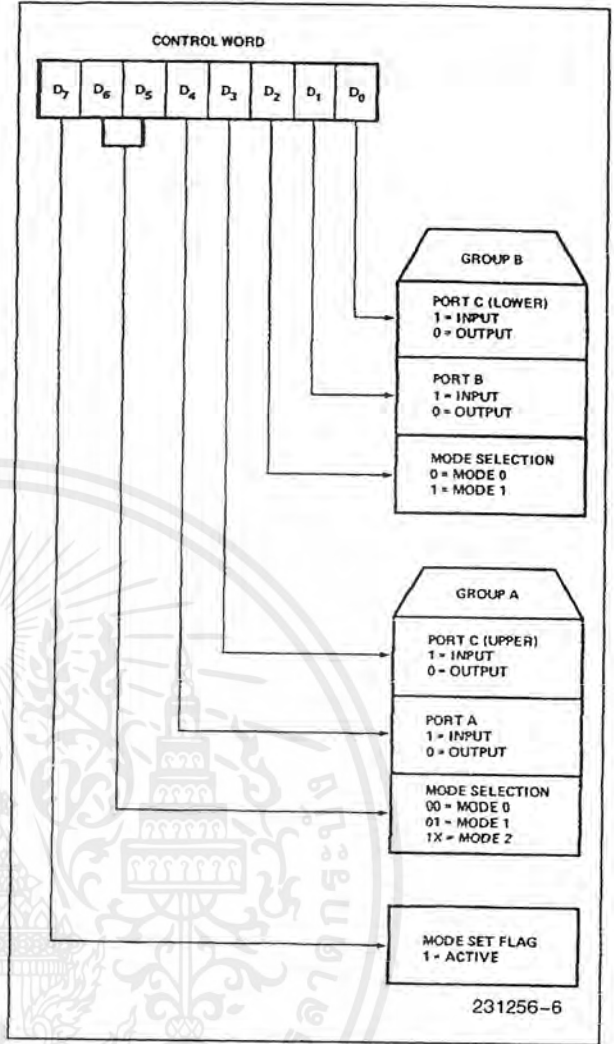 CONTROL WORD
D7 D6 D5 D4 D3 D2 D1 D0
GROUP B
PORT C (LOWER)
1 = INPUT
0 = OUTPUT
PORT B
1 = INPUT
0 = OUTPUT
MODE SELECTION
0 = MODE 0
1 = MODE 1
GROUP A
PORT C (UPPER)
1 = INPUT
0 = OUTPUT
PORT A
1 = INPUT
0 = OUTPUT
MODE SELECTION
00 = MODE 0
01 = MODE 1
1X = MODE 2
MODE SET FLAG
1 = ACTIVE
231256-6